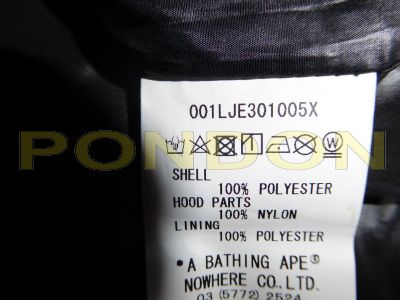 001LJE301005X
W
PONDON
SHELL
100% POLYESTER
HOOD PARTS
100% NYLON
LINING
100% POLYESTER
*A BATHING APE®
NOWHERE CO., LTD.
03 (5772) 2524